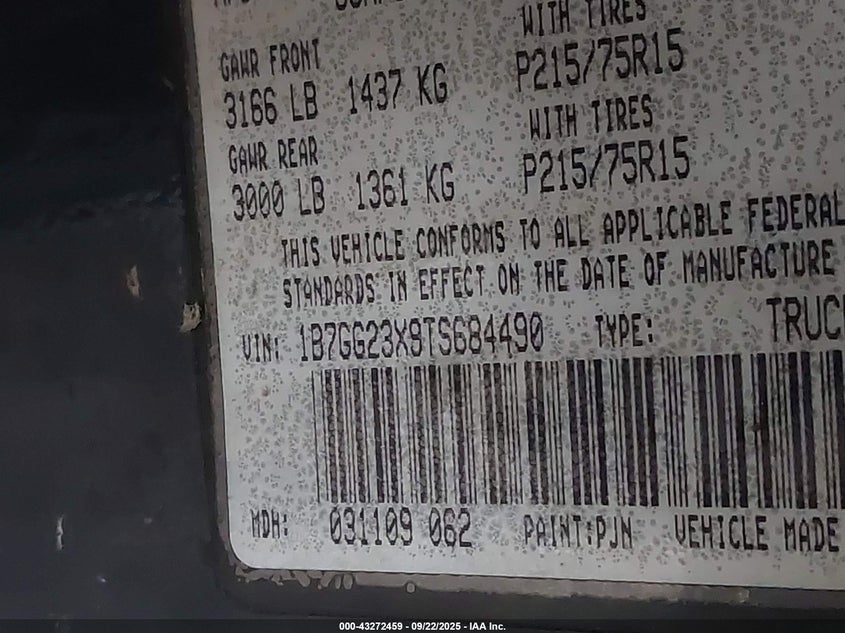 WITH TIRES
GAWR FRONT
3166 LB 1437 KG P215/75R15
WITH TIRES
GAWR REAR
3000 LB 1361 KG P215/75R15
THIS VEHICLE CONFORMS TO ALL APPLICABLE FEDERAL
STANDARDS IN EFFECT ON THE DATE OF MANUFACTURE
VIN: 1B7GG23X8TS684490 TYPE: TRUC
MDH: 031109 062 PAINT:PJN VEHICLE MADE
000-43272459 - 09/22/2025 - IAA Inc.